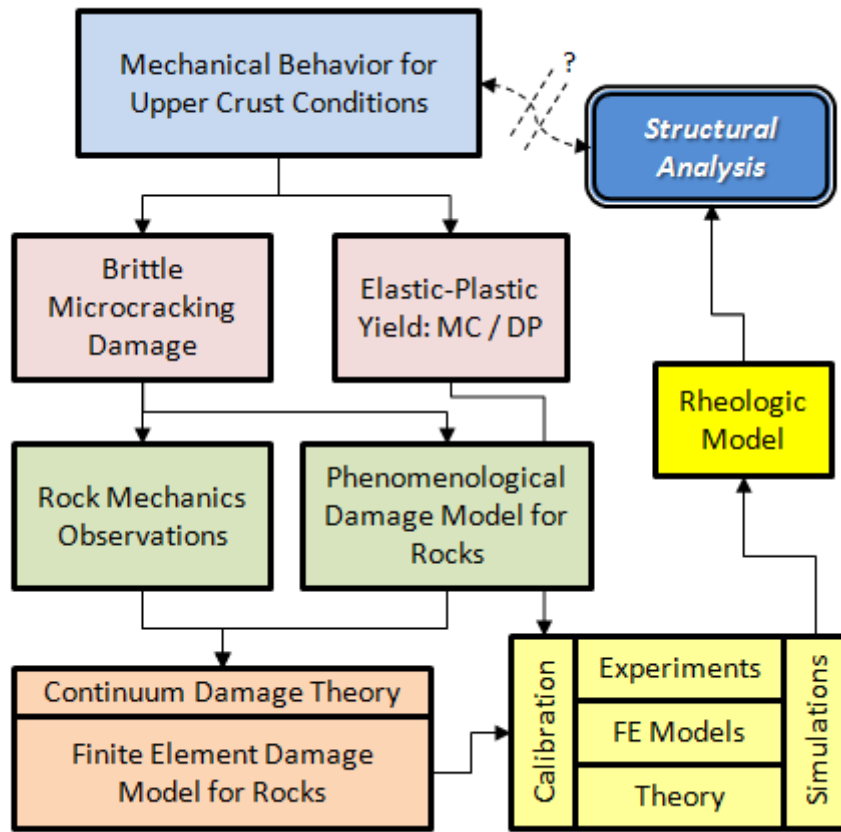 Mechanical Behavior for
Upper Crust Conditions
?
Structural
Analysis
Brittle
Microcracking
Damage
Elastic-Plastic
Yield: MC / DP
Rheologic
Model
Rock Mechanics
Observations
Phenomenological
Damage Model for
Rocks
Continuum Damage Theory
Finite Element Damage
Model for Rocks
Calibration
Experiments
FE Models
Theory
Simulations